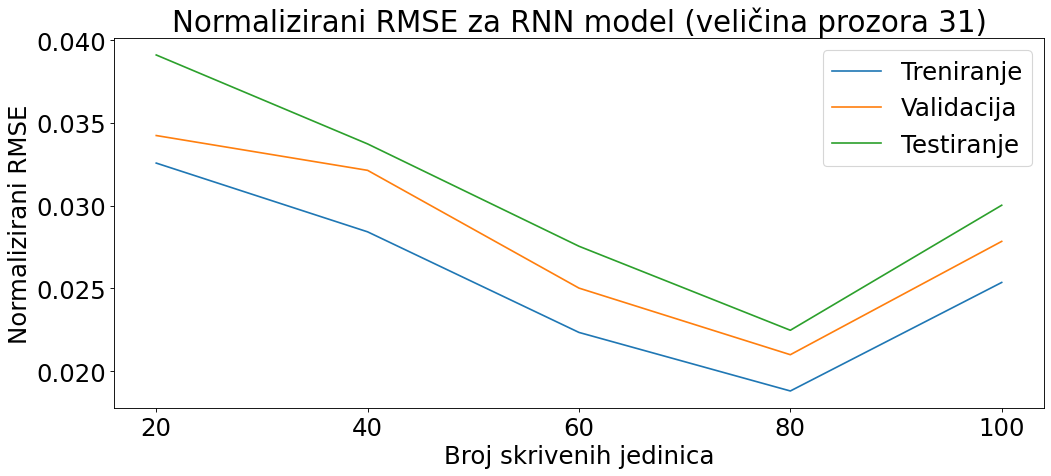 Normalizirani RMSE za RNN model (veličina prozora 31)
Normalizirani RMSE
0.040
0.035
0.030
0.025
0.020
Treniranje
Validacija
Testiranje
20 40 60 80 100
Broj skrivenih jedinica